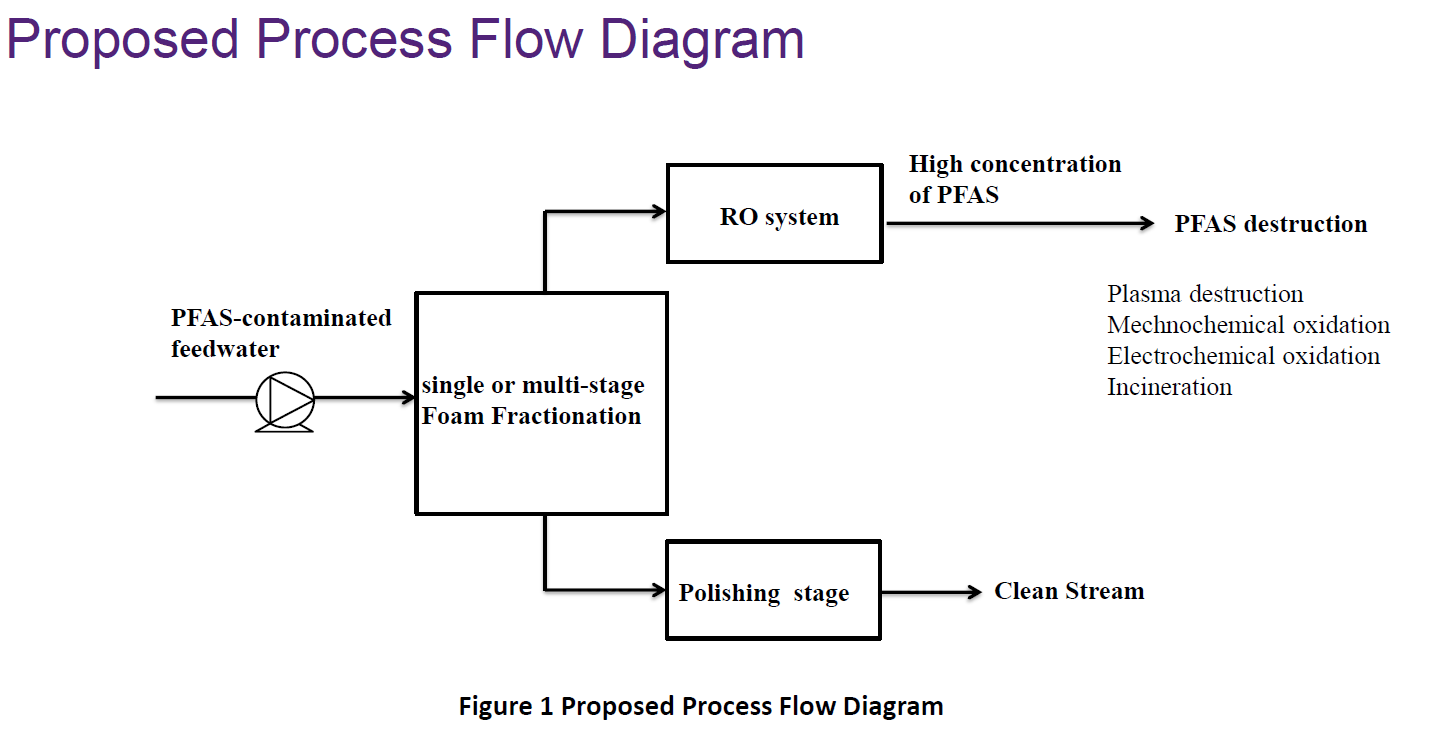 Proposed Process Flow Diagram
High concentration
of PFAS
RO system
PFAS destruction
PFAS-contaminated
feedwater
Plasma destruction
Mechnochemical oxidation
Electrochemical oxidation
Incineration
single or multi-stage
Foam Fractionation
Polishing stage
Clean Stream
Figure 1 Proposed Process Flow Diagram